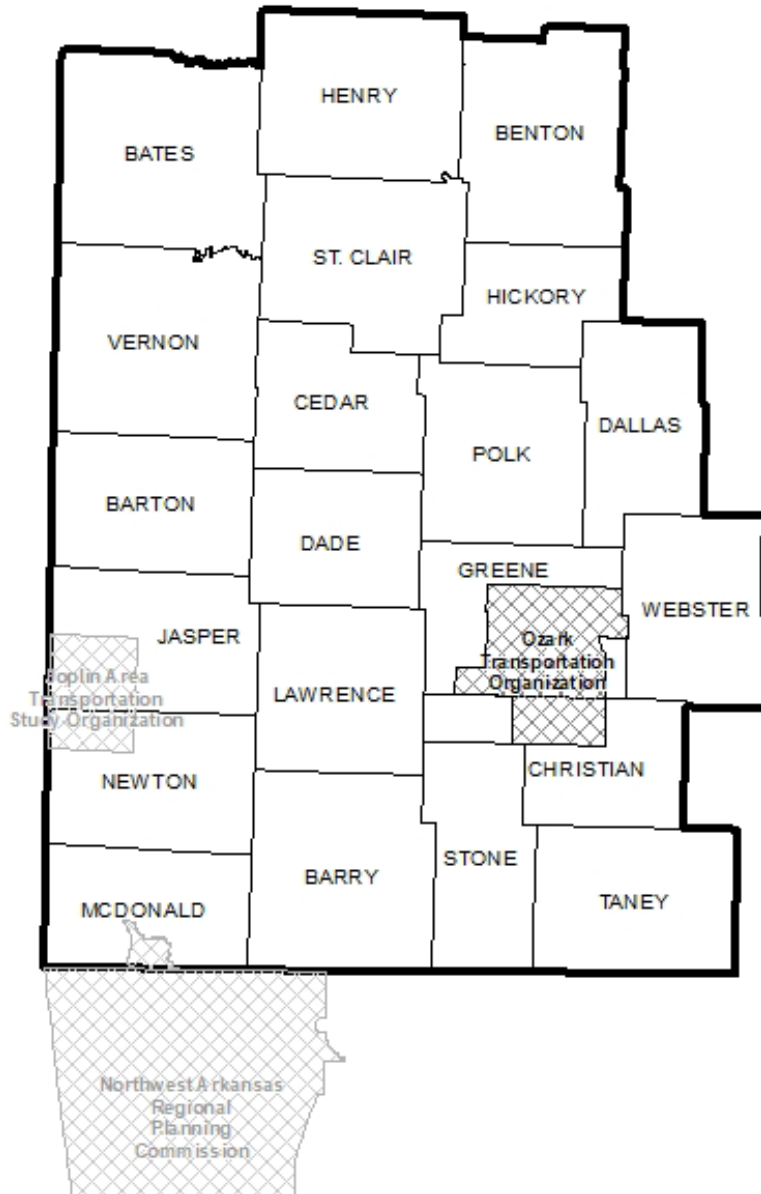 HENRY
BENTON
BATES
ST. CLAIR
HICKORY
VERNON
CEDAR
DALLAS
POLK
BARTON
DADE
GREENE
WEBSTER
JASPER
Ozark
Transportation
Organization
Joplin Area
Transportation
Study Organization
LAWRENCE
CHRISTIAN
NEWTON
STONE
BARRY
TANEY
MCDONALD
Northwest Arkansas
Regional
Planning
Commission